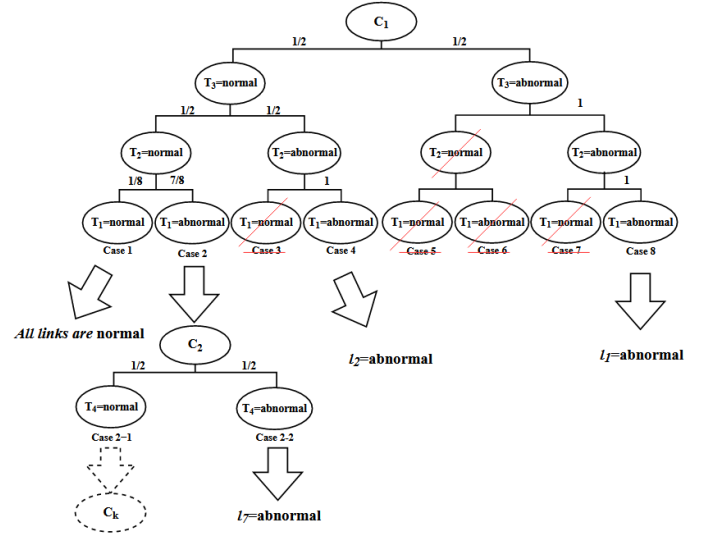 C1
1/2 1/2
T3=normal T3=abnormal
1/2 1/2 1
T2=normal T2=abnormal T2=normal T2=abnormal
1/8 7/8 1 1
T1=normal T1=abnormal T1=normal T1=abnormal T1=normal T1=abnormal T1=normal T1=abnormal
Case 1 Case 2 Case 3 Case 4 Case 5 Case 6 Case 7 Case 8
All links are normal
C2
l2=abnormal
l1=abnormal
1/2 1/2
T4=normal T4=abnormal
Case 2−1 Case 2-2
Ck
l7=abnormal